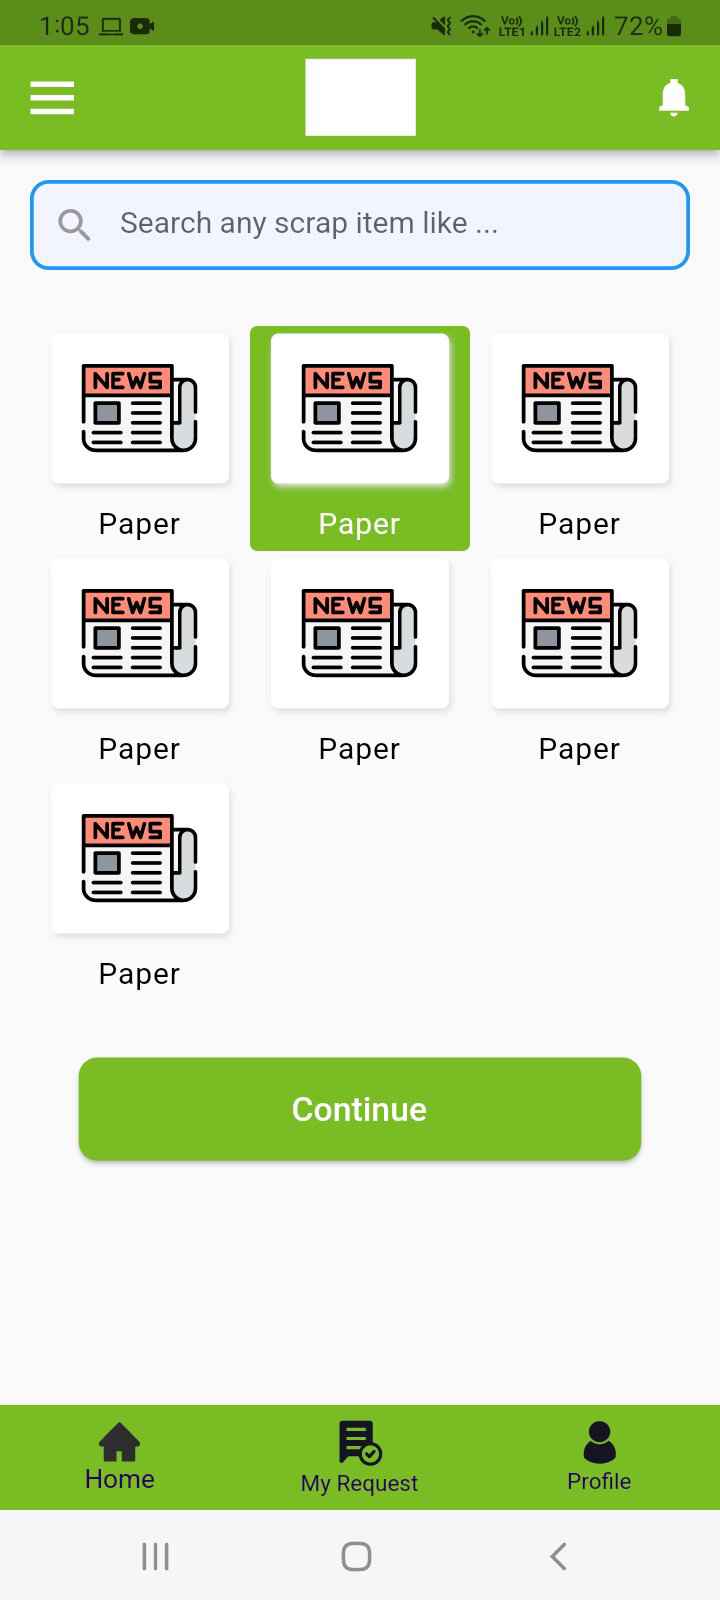 1:05 Vo) LTE1 Vo) LTE2 72%
Search any scrap item like ...
NEWS NEWS NEWS
Paper Paper Paper
NEWS NEWS NEWS
Paper Paper Paper
NEWS
Paper
Continue
Home My Request Profile